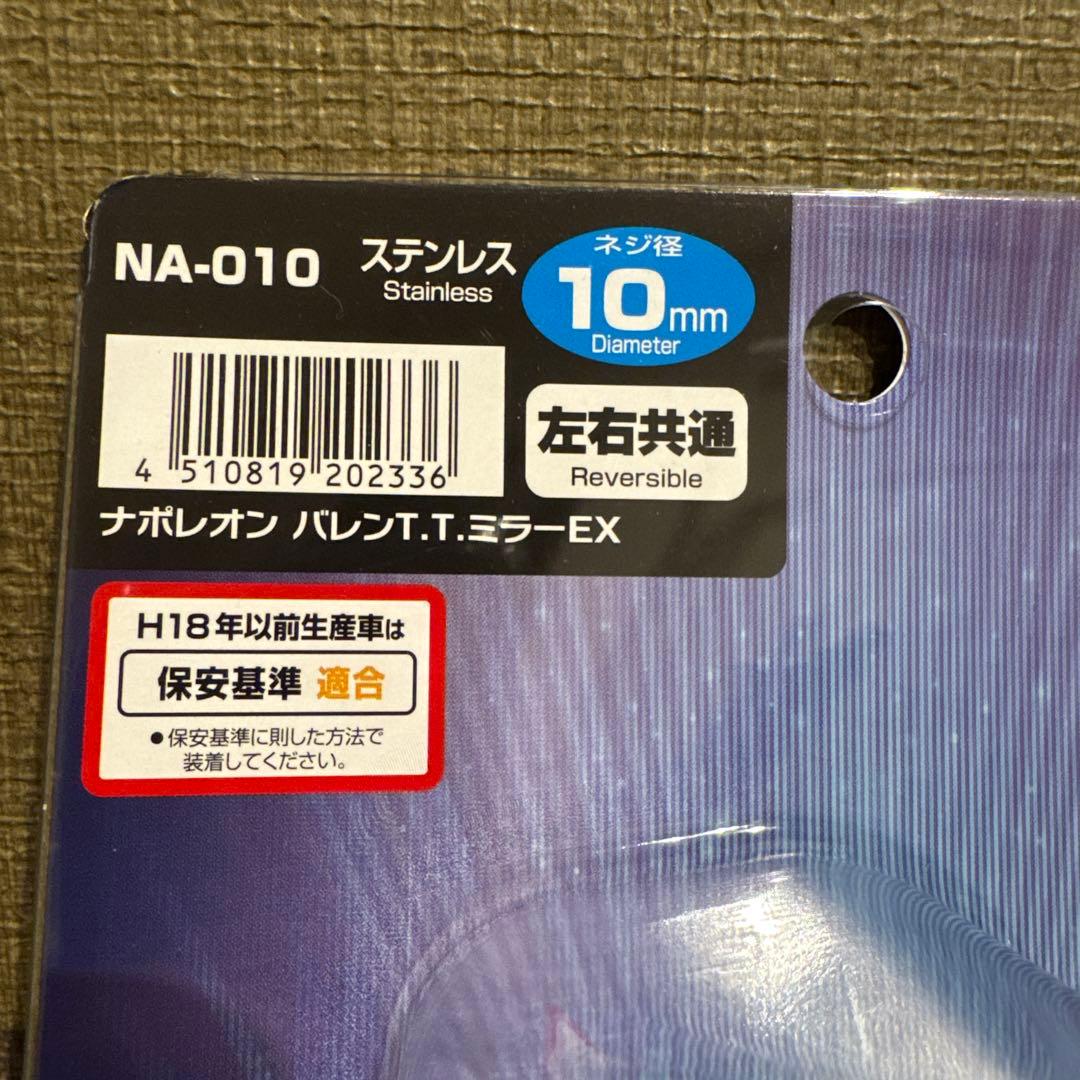 NA-010
ステンレス
Stainless
ネジ径
10mm
Diameter
4 510819 202336
左右共通
Reversible
ナポレオン バレンT.T.ミラーEX
H18年以前生産車は
保安基準 適合
●保安基準に則した方法で
装着してください。